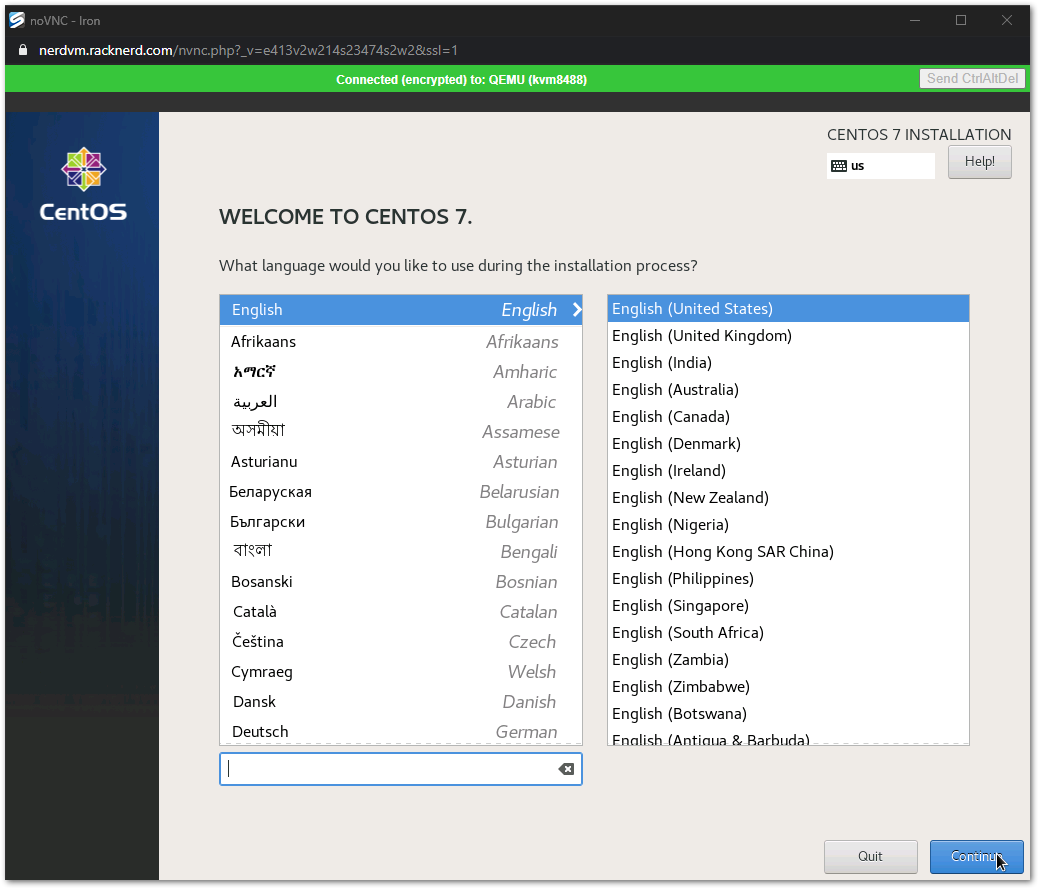 noVNC - Iron
nerdvm.racknerd.com/nvnc.php?_v=e413v2w214s23474s2w2&ssl=1
Connected (encrypted) to: QEMU (kvm8488)
Send CtrlAltDel
CentOS
CENTOS 7 INSTALLATION
us
Help!
WELCOME TO CENTOS 7.
What language would you like to use during the installation process?
English English
Afrikaans Afrikaans
አማርኛ Amharic
العربية Arabic
অসমীয়া Assamese
Asturianu Asturian
Беларуская Belarusian
Български Bulgarian
বাংলা Bengali
Bosanski Bosnian
Català Catalan
Čeština Czech
Cymraeg Welsh
Dansk Danish
Deutsch German
English (United States)
English (United Kingdom)
English (India)
English (Australia)
English (Canada)
English (Denmark)
English (Ireland)
English (New Zealand)
English (Nigeria)
English (Hong Kong SAR China)
English (Philippines)
English (Singapore)
English (South Africa)
English (Zambia)
English (Zimbabwe)
English (Botswana)
English (Antigua & Barbuda)
Quit
Continue